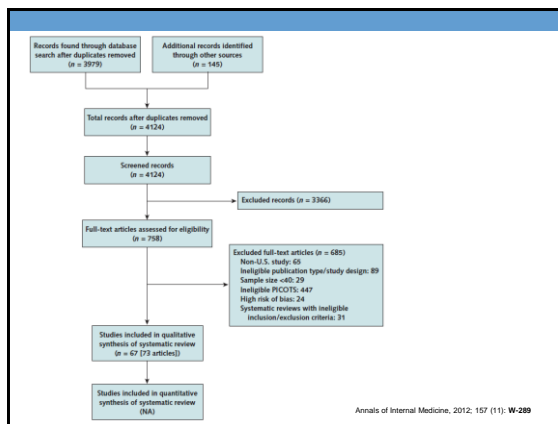 Records found through database
search after duplicates removed
(n = 3979)
Additional records identified
through other sources
(n = 145)
Total records after duplicates removed
(n = 4124)
Screened records
(n = 4124)
Excluded records (n = 3366)
Full-text articles assessed for eligibility
(n = 758)
Excluded full-text articles (n = 685)
Non-U.S. study: 65
Ineligible publication type/study design: 89
Sample size <40: 29
Ineligible PICOTS: 447
High risk of bias: 24
Systematic reviews with ineligible
inclusion/exclusion criteria: 31
Studies included in qualitative
synthesis of systematic review
(n = 67 [73 articles])
Studies included in quantitative
synthesis of systematic review
(NA)
Annals of Internal Medicine, 2012; 157 (11): W-289